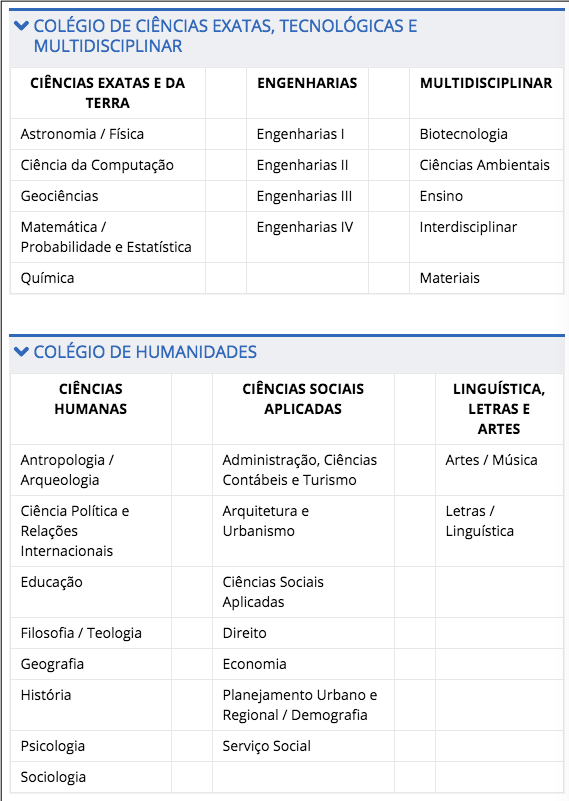 COLÉGIO DE CIÊNCIAS EXATAS, TECNOLÓGICAS E
MULTIDISCIPLINAR
CIÊNCIAS EXATAS E DA
TERRA
ENGENHARIAS
MULTIDISCIPLINAR
Astronomia / Física
Engenharias I
Biotecnologia
Ciência da Computação
Engenharias II
Ciências Ambientais
Geociências
Engenharias III
Ensino
Matemática /
Probabilidade e Estatística
Engenharias IV
Interdisciplinar
Química
Materiais
COLÉGIO DE HUMANIDADES
CIÊNCIAS
HUMANAS
CIÊNCIAS SOCIAIS
APLICADAS
LINGUÍSTICA,
LETRAS E
ARTES
Antropologia /
Arqueologia
Administração, Ciências
Contábeis e Turismo
Artes / Música
Ciência Política e
Relações
Internacionais
Arquitetura e
Urbanismo
Letras /
Linguística
Educação
Ciências Sociais
Aplicadas
Filosofia / Teologia
Direito
Geografia
Economia
História
Planejamento Urbano e
Regional / Demografia
Psicologia
Serviço Social
Sociologia